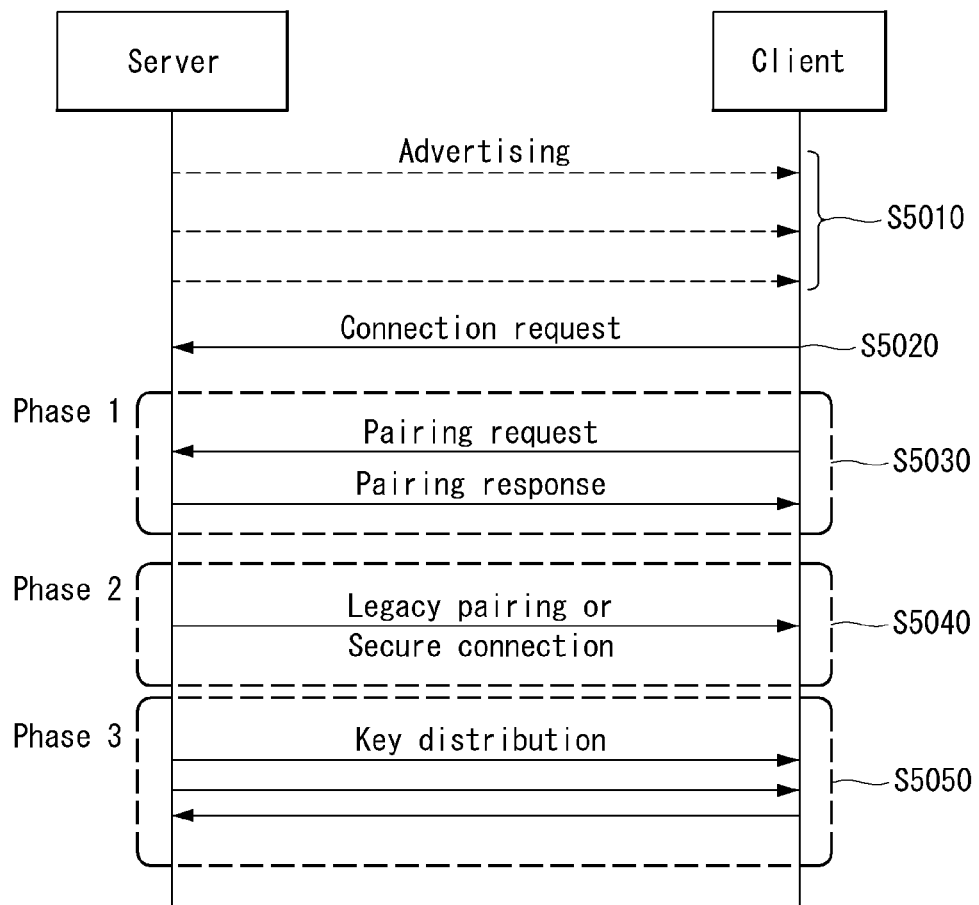 Server
Client
Advertising
S5010
Connection request
S5020
Phase 1
Pairing request
S5030
Pairing response
Phase 2
Legacy pairing or
Secure connection
S5040
Phase 3
Key distribution
S5050